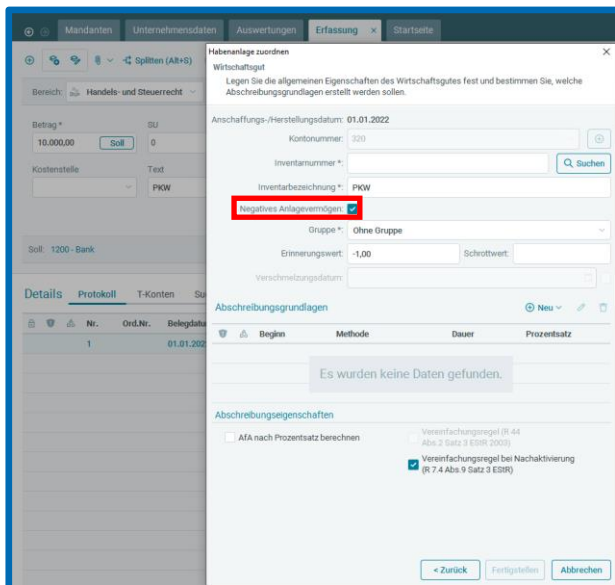 Mandanten Unternehmensdaten Auswertungen Erfassung × Startseite
Splitten (Alt+S)
Bereich: Handels- und Steuerrecht
Betrag* SU
10.000,00 Soll 0
Kostenstelle Text
PKW
Soll: 1200 - Bank
Details Protokoll T-Konten
Nr. Ord.Nr.
1 01.01.202
Habenanlage zuordnen
Wirtschaftsgut
Legen Sie die allgemeinen Eigenschaften des Wirtschaftsgutes fest und bestimmen Sie, welche
Abschreibungsgrundlagen erstellt werden sollen.
Anschaffungs-/Herstellungsdatum: 01.01.2022
Kontonummer: 320
Inventarnummer *: Suchen
Inventarbezeichnung *: PKW
Negatives Anlagevermögen:
Gruppe *: Ohne Gruppe
Erinnerungswert: -1,00 Schrottwert:
Verschmelzungsdatum:
Abschreibungsgrundlagen Neu
Beginn Methode Dauer Prozentsatz
Es wurden keine Daten gefunden.
Abschreibungseigenschaften
AfA nach Prozentsatz berechnen
Vereinfachungsregel (R 44
Abs.2 Satz 3 EStR 2003)
Vereinfachungsregel bei Nachaktivierung
(R 7.4 Abs.9 Satz 3 EStR)
< Zurück Fertigstellen Abbrechen